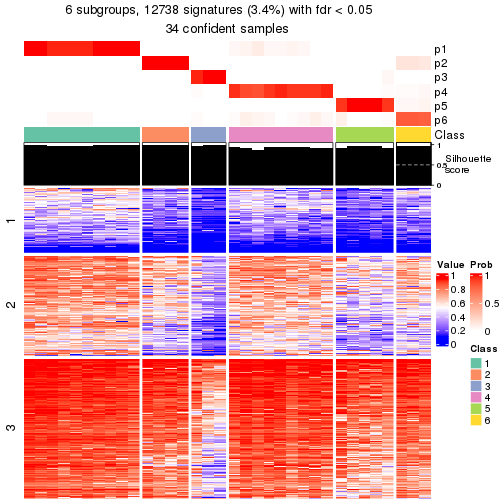 6 subgroups, 12738 signatures (3.4%) with fdr < 0.05
34 confident samples
p1
p2
p3
p4
p5
p6
Class
1
0.5
0
Silhouette
score
1
2
3
Value
1
0.8
0.6
0.4
0.2
0
Prob
1
0.5
0
Class
1
2
3
4
5
6